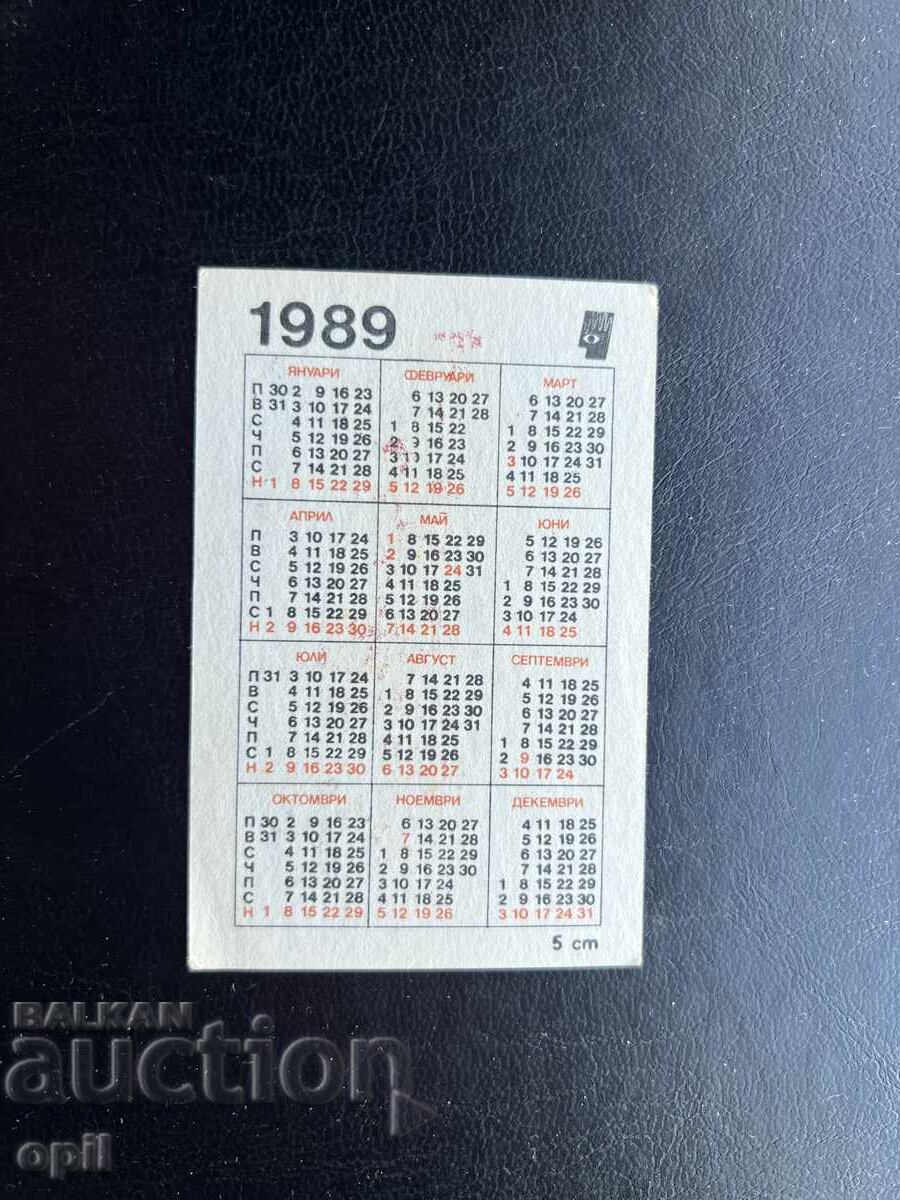 1989
ЯНУАРИ ФЕВРУАРИ МАРТ
П 30 2 9 16 23 6 13 20 27 6 13 20 27
В 31 3 10 17 24 7 14 21 28 7 14 21 28
С 4 11 18 25 1 8 15 22 1 8 15 22 29
Ч 5 12 19 26 2 9 16 23 2 9 16 23 30
П 6 13 20 27 3 10 17 24 3 10 17 24 31
С 7 14 21 28 4 11 18 25 4 11 18 25
Н 1 8 15 22 29 5 12 19 26 5 12 19 26
АПРИЛ МАЙ ЮНИ
П 3 10 17 24 1 8 15 22 29 5 12 19 26
В 4 11 18 25 2 9 16 23 30 6 13 20 27
С 5 12 19 26 3 10 17 24 31 7 14 21 28
Ч 6 13 20 27 4 11 18 25 1 8 15 22 29
П 7 14 21 28 5 12 19 26 2 9 16 23 30
С 1 8 15 22 29 6 13 20 27 3 10 17 24
Н 2 9 16 23 30 7 14 21 28 4 11 18 25
ЮЛИ АВГУСТ СЕПТЕМВРИ
П 31 3 10 17 24 7 14 21 28 4 11 18 25
В 4 11 18 25 1 8 15 22 29 5 12 19 26
С 5 12 19 26 2 9 16 23 30 6 13 20 27
Ч 6 13 20 27 3 10 17 24 31 7 14 21 28
П 7 14 21 28 4 11 18 25 1 8 15 22 29
С 1 8 15 22 29 5 12 19 26 2 9 16 23 30
Н 2 9 16 23 30 6 13 20 27 3 10 17 24
ОКТОМВРИ НОЕМВРИ ДЕКЕМВРИ
П 30 2 9 16 23 6 13 20 27 4 11 18 25
В 31 3 10 17 24 7 14 21 28 5 12 19 26
С 4 11 18 25 1 8 15 22 29 6 13 20 27
Ч 5 12 19 26 2 9 16 23 30 7 14 21 28
П 6 13 20 27 3 10 17 24 1 8 15 22 29
С 7 14 21 28 4 11 18 25 2 9 16 23 30
Н 1 8 15 22 29 5 12 19 26 3 10 17 24 31
5 cm
BALKAN
auction
opil